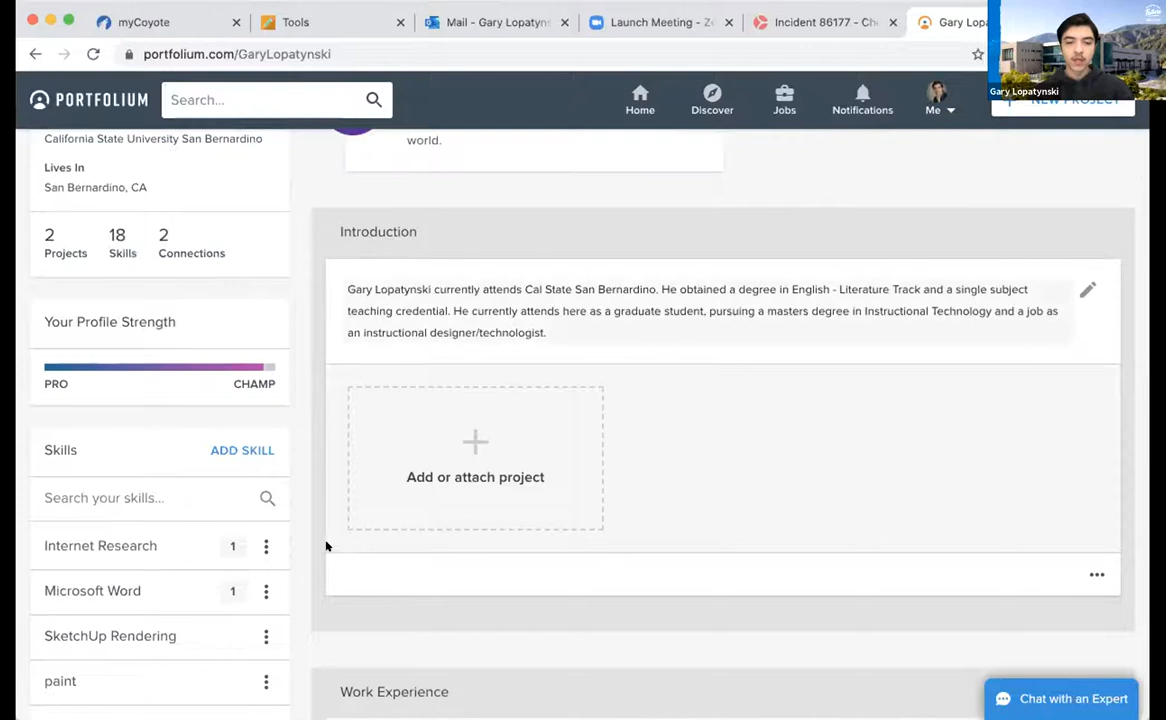 myCoyote
Tools
Mail - Gary Lopatyns
Launch Meeting - Z
Incident 86177 - Ch
Gary Lopa
portfolium.com/GaryLopatynski
Gary Lopatynski
PORTFOLIUM
Search...
Home
Discover
Jobs
Notifications
Me
NEW PROJECT
California State University San Bernardino
Lives In
San Bernardino, CA
2
Projects
18
Skills
2
Connections
Your Profile Strength
PRO
CHAMP
Skills
ADD SKILL
Search your skills...
Internet Research
1
Microsoft Word
1
SketchUp Rendering
paint
world.
Introduction
Gary Lopatynski currently attends Cal State San Bernardino. He obtained a degree in English - Literature Track and a single subject
teaching credential. He currently attends here as a graduate student, pursuing a masters degree in Instructional Technology and a job as
an instructional designer/technologist.
Add or attach project
Work Experience
Chat with an Expert